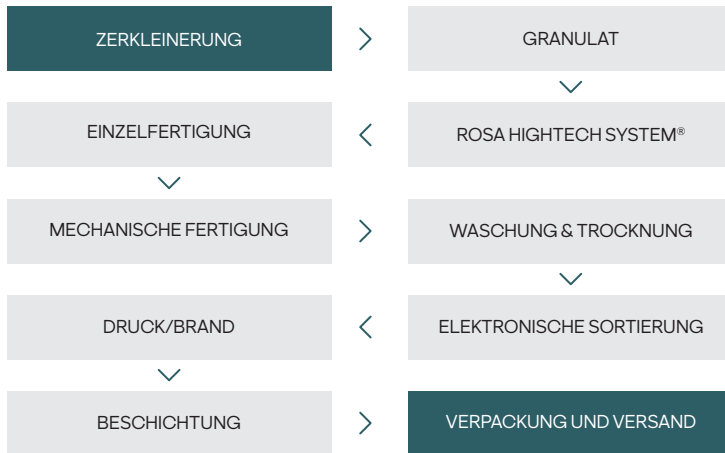 ZERKLEINERUNG
GRANULAT
ROSA HIGHTECH SYSTEM®
EINZELFERTIGUNG
MECHANISCHE FERTIGUNG
WASCHUNG & TROCKNUNG
ELEKTRONISCHE SORTIERUNG
DRUCK/BRAND
BESCHICHTUNG
VERPACKUNG UND VERSAND